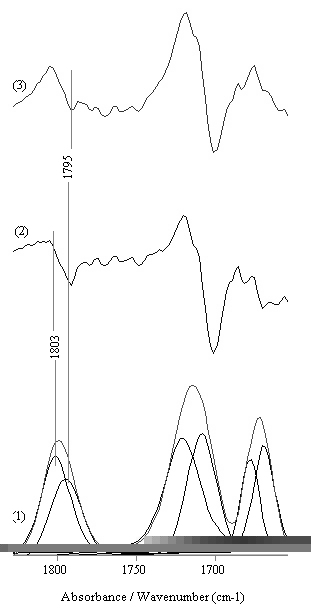 (3)
1795
(2)
1803
(1)
1800 1750 1700
Absorbance / Wavenumber (cm-1)